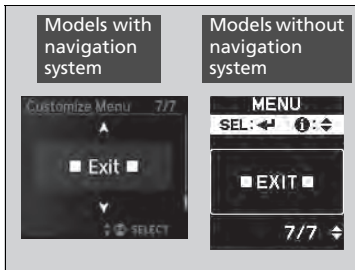 Models with
navigation
system
Models without
navigation
system
Customize Menu 7/7
Exit
SELECT
MENU
SEL:
EXIT
7/7